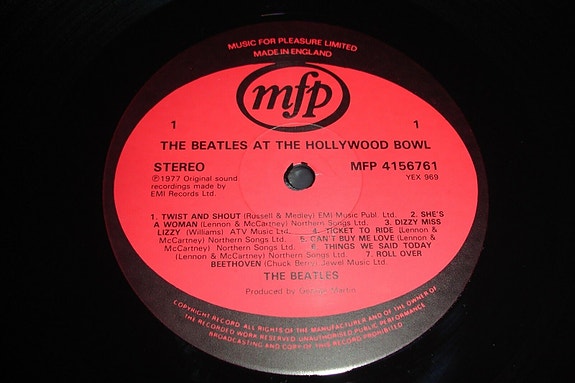 MUSIC FOR PLEASURE LIMITED
MADE IN ENGLAND
mfp
1 1
THE BEATLES AT THE HOLLYWOOD BOWL
STEREO MFP 4156761
℗1977 Original sound YEX 969
recordings made by
EMI Records Ltd.
1. TWIST AND SHOUT (Russell & Medley) EMI Music Publ. Ltd. 2. SHE'S
A WOMAN (Lennon & McCartney) Northern Songs Ltd. 3. DIZZY MISS
LIZZY (Williams) ATV Music Ltd. 4. TICKET TO RIDE (Lennon &
McCartney) Northern Songs Ltd. 5. CAN'T BUY ME LOVE (Lennon &
McCartney) Northern Songs Ltd. 6. THINGS WE SAID TODAY
(Lennon & McCartney) Northern Songs Ltd. 7. ROLL OVER
BEETHOVEN (Chuck Berry) Jewel Music Ltd.
THE BEATLES
Produced by George Martin
COPYRIGHT RECORD. ALL RIGHTS OF THE MANUFACTURER AND OF THE OWNER OF
THE RECORDED WORK RESERVED. UNAUTHORISED PUBLIC PERFORMANCE
BROADCASTING AND COPY OF THIS RECORD PROHIBITED